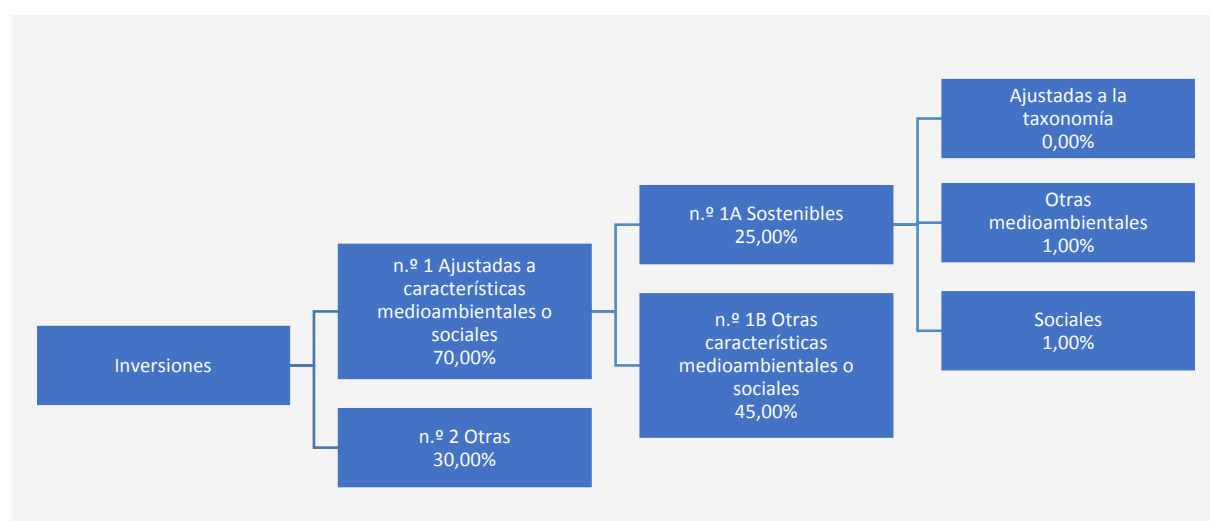 Inversiones
n.º 1 Ajustadas a
características
medioambientales o
sociales
70,00%
n.º 2 Otras
30,00%
n.º 1A Sostenibles
25,00%
n.º 1B Otras
características
medioambientales o
sociales
45,00%
Ajustadas a la
taxonomía
0,00%
Otras
medioambientales
1,00%
Sociales
1,00%